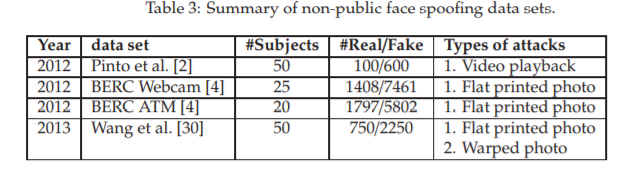 Table 3: Summary of non-public face spoofing data sets.
Year data set #Subjects #Real/Fake Types of attacks
2012 Pinto et al. [2] 50 100/600 1. Video playback
2012 BERC Webcam [4] 25 1408/7461 1. Flat printed photo
2012 BERC ATM [4] 20 1797/5802 1. Flat printed photo
2013 Wang et al. [30] 50 750/2250 1. Flat printed photo
2. Warped photo